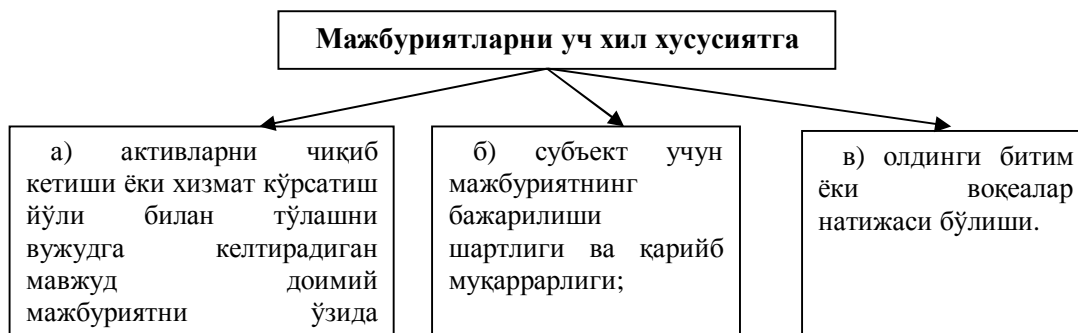 Мажбуриятларни уч хил хусусиятга
а) активларни чиқиб
кетиши ёки хизмат кўрсатиш
йўли билан тўлашни
вужудга келтирадиган
мавжуд доимий
мажбуриятни ўзида
б) субъект учун
мажбуриятнинг
бажарилиши
шартлиги ва қарийб
муқаррарлиги;
в) олдинги битим
ёки воқеалар
натижаси бўлиши.